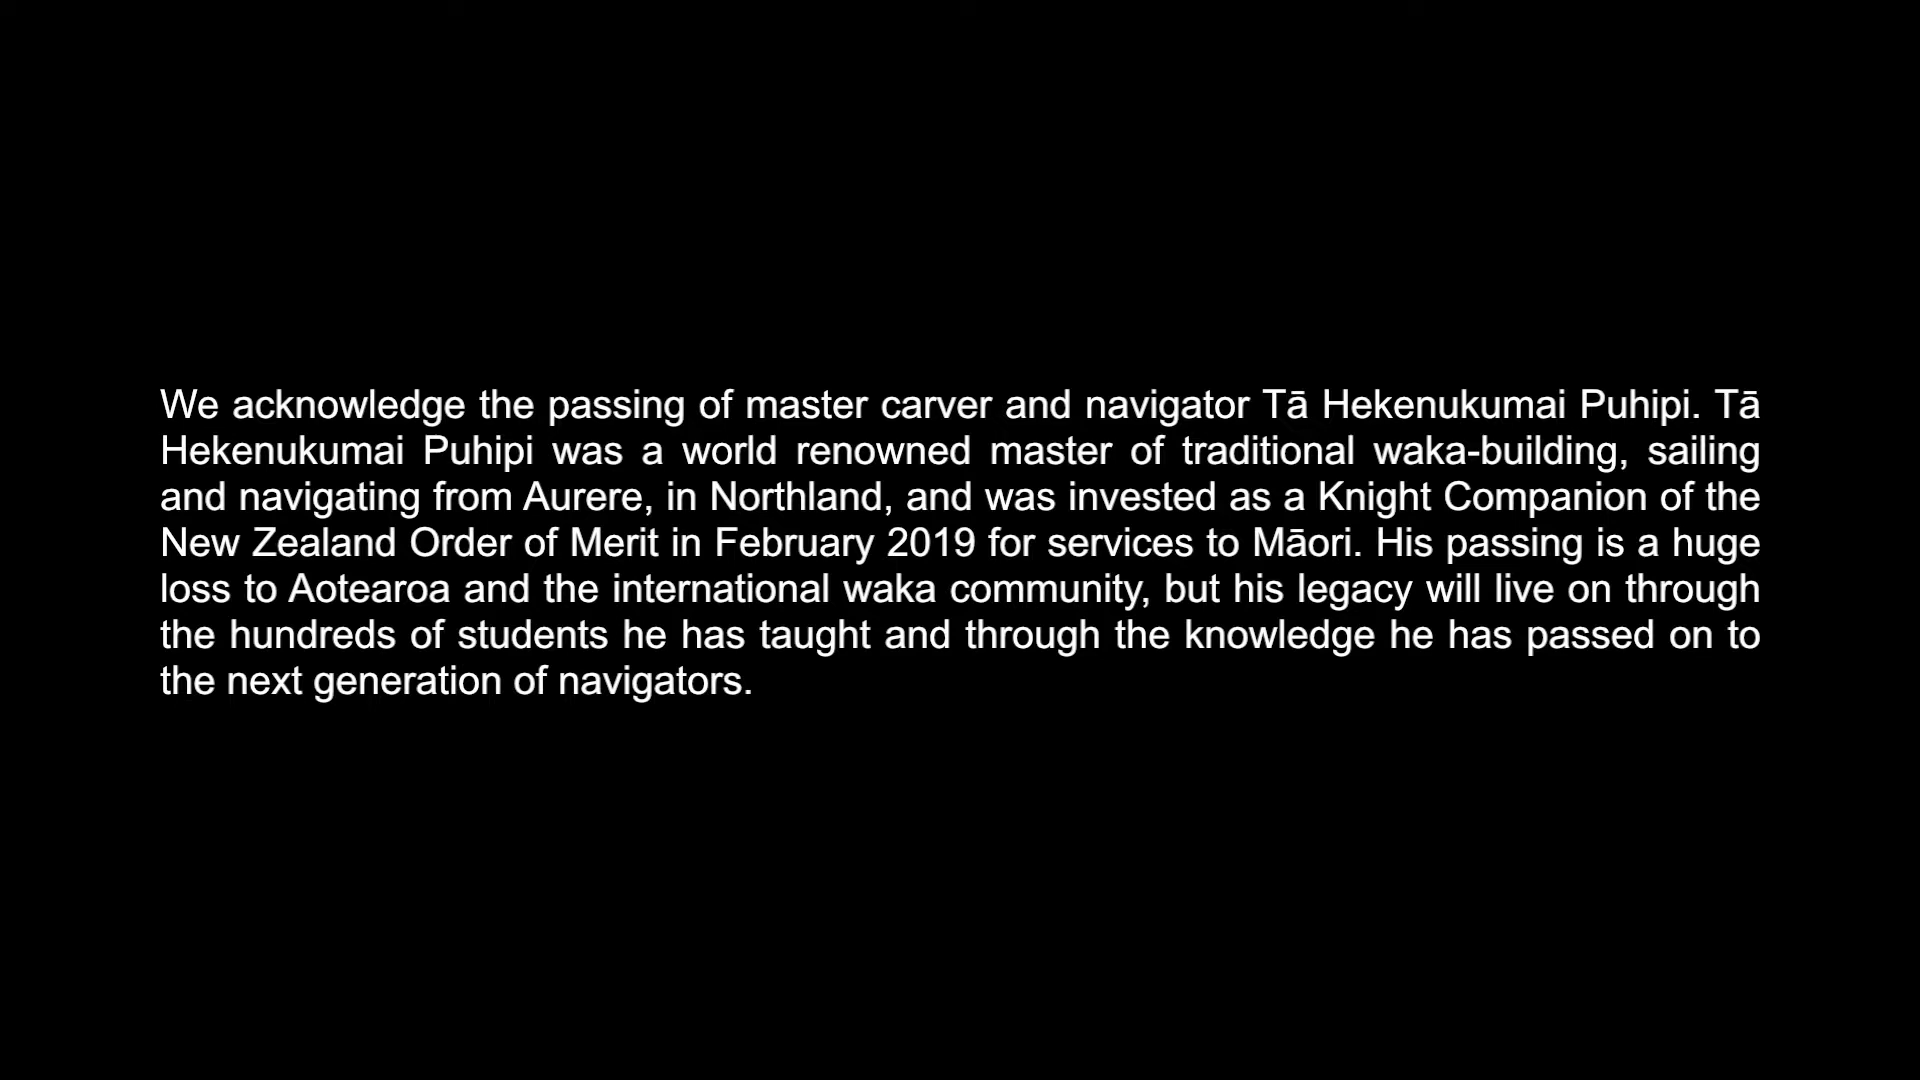 We acknowledge the passing of master carver and navigator Tā Hekenukumai Puhipi. Tā
Hekenukumai Puhipi was a world renowned master of traditional waka-building, sailing
and navigating from Aurere, in Northland, and was invested as a Knight Companion of the
New Zealand Order of Merit in February 2019 for services to Māori. His passing is a huge
loss to Aotearoa and the international waka community, but his legacy will live on through
the hundreds of students he has taught and through the knowledge he has passed on to
the next generation of navigators.